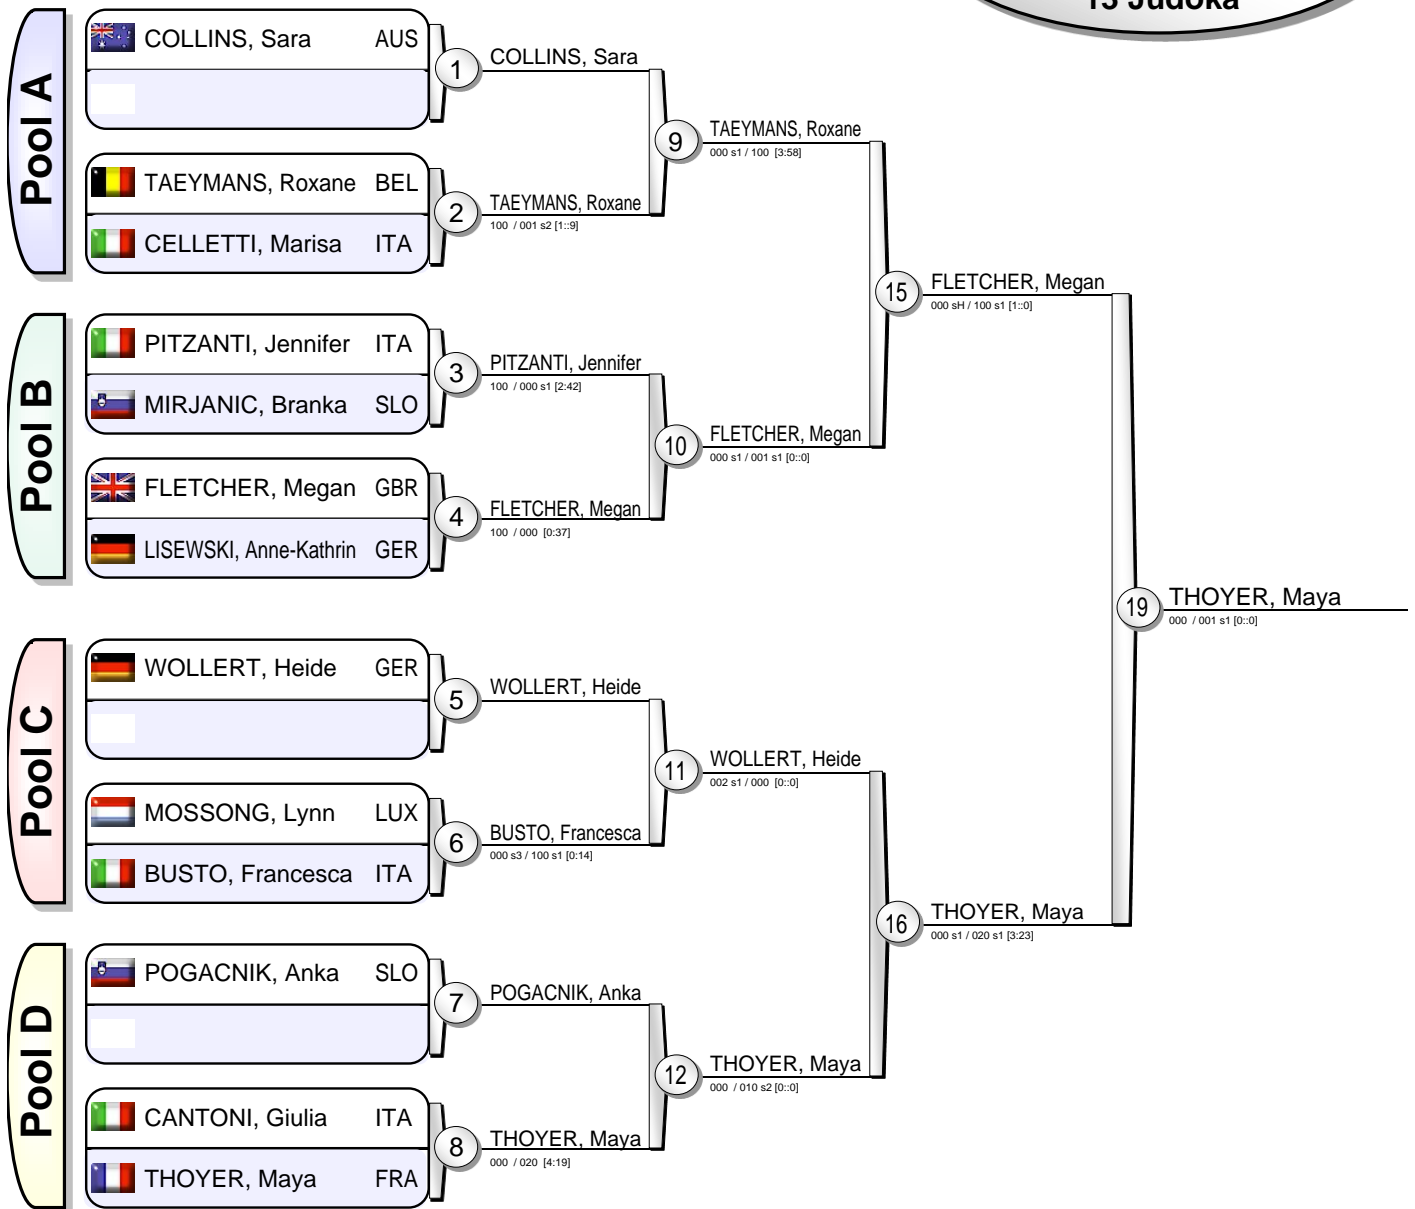 13 Judoka
Pool A
COLLINS, Sara AUS
1
COLLINS, Sara
TAEYMANS, Roxane BEL
CELLETTI, Marisa ITA
2
TAEYMANS, Roxane
100 / 001 s2 [1::9]
9
TAEYMANS, Roxane
000 s1 / 100 [3:58]
Pool B
PITZANTI, Jennifer ITA
MIRJANIC, Branka SLO
3
PITZANTI, Jennifer
100 / 000 s1 [2:42]
FLETCHER, Megan GBR
LISEWSKI, Anne-Kathrin GER
4
FLETCHER, Megan
100 / 000 [0:37]
10
FLETCHER, Megan
000 s1 / 001 s1 [0::0]
15
FLETCHER, Megan
000 sH / 100 s1 [1::0]
Pool C
WOLLERT, Heide GER
5
WOLLERT, Heide
MOSSONG, Lynn LUX
BUSTO, Francesca ITA
6
BUSTO, Francesca
000 s3 / 100 s1 [0:14]
11
WOLLERT, Heide
002 s1 / 000 [0::0]
Pool D
POGACNIK, Anka SLO
7
POGACNIK, Anka
CANTONI, Giulia ITA
THOYER, Maya FRA
8
THOYER, Maya
000 / 020 [4:19]
12
THOYER, Maya
000 / 010 s2 [0::0]
16
THOYER, Maya
000 s1 / 020 s1 [3:23]
19
THOYER, Maya
000 / 001 s1 [0::0]